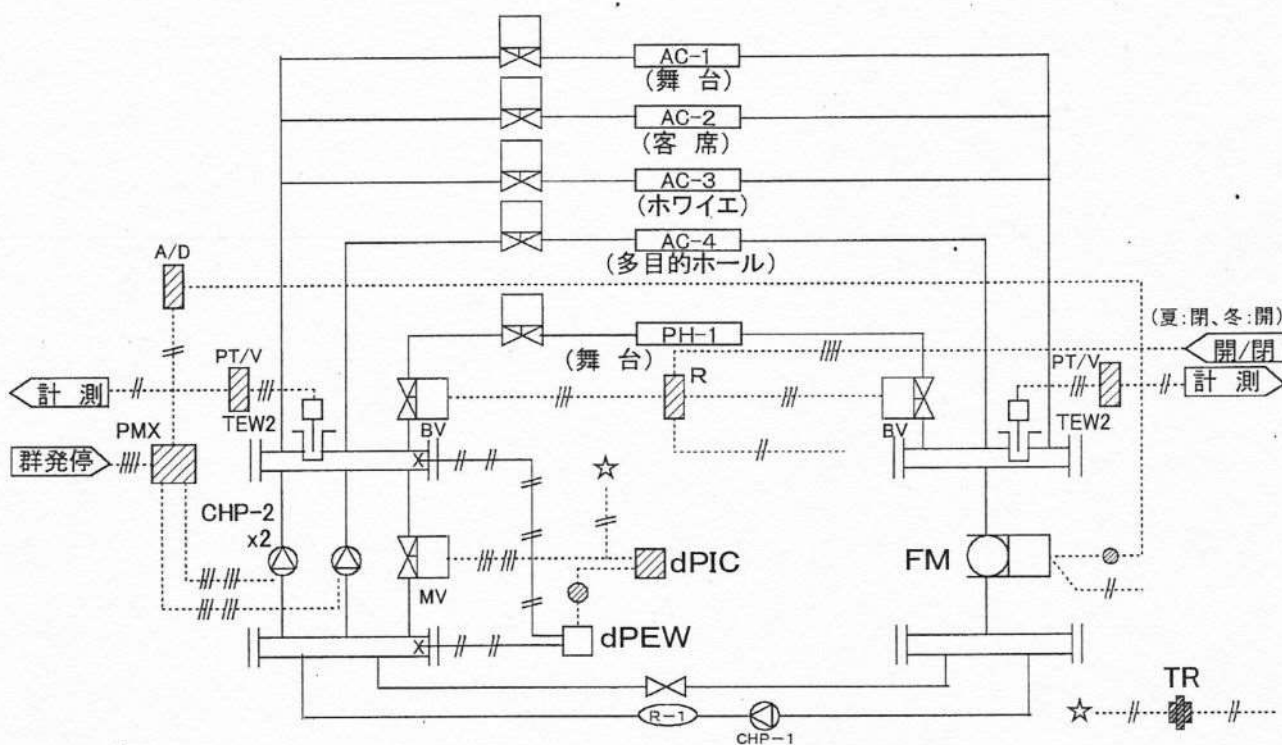 AC-1
(舞 台)
AC-2
(客 席)
AC-3
(ホワイエ)
AC-4
(多目的ホール)
A/D
PH-1
(舞 台)
(夏:閉、冬:開)
開/閉
R
PT/V
PT/V
計 測
計 測
TEW2
TEW2
BV
BV
PMX
群発停
CHP-2
x2
MV
dPIC
FM
dPEW
R-1
CHP-1
TR